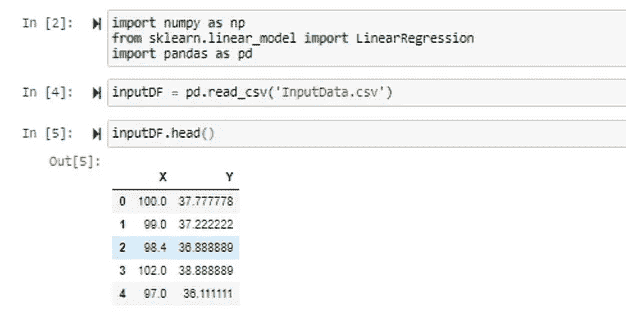 In [2]: import numpy as np
from sklearn.linear_model import LinearRegression
import pandas as pd
In [4]: inputDF = pd.read_csv('InputData.csv')
In [5]: inputDF.head()
Out[5]:
X Y
0 100.0 37.777778
1 99.0 37.222222
2 98.4 36.888889
3 102.0 38.888889
4 97.0 36.111111